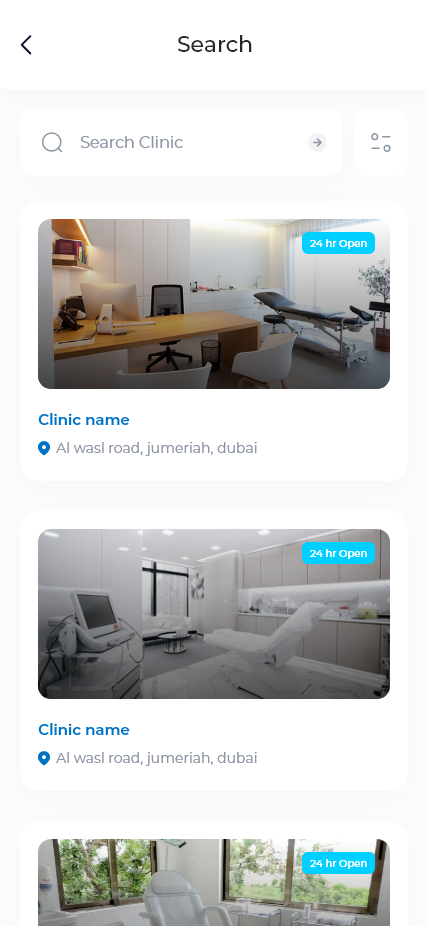 Search
Search Clinic
24 hr Open
Clinic name
Al wasl road, jumeriah, dubai
24 hr Open
Clinic name
Al wasl road, jumeriah, dubai
24 hr Open